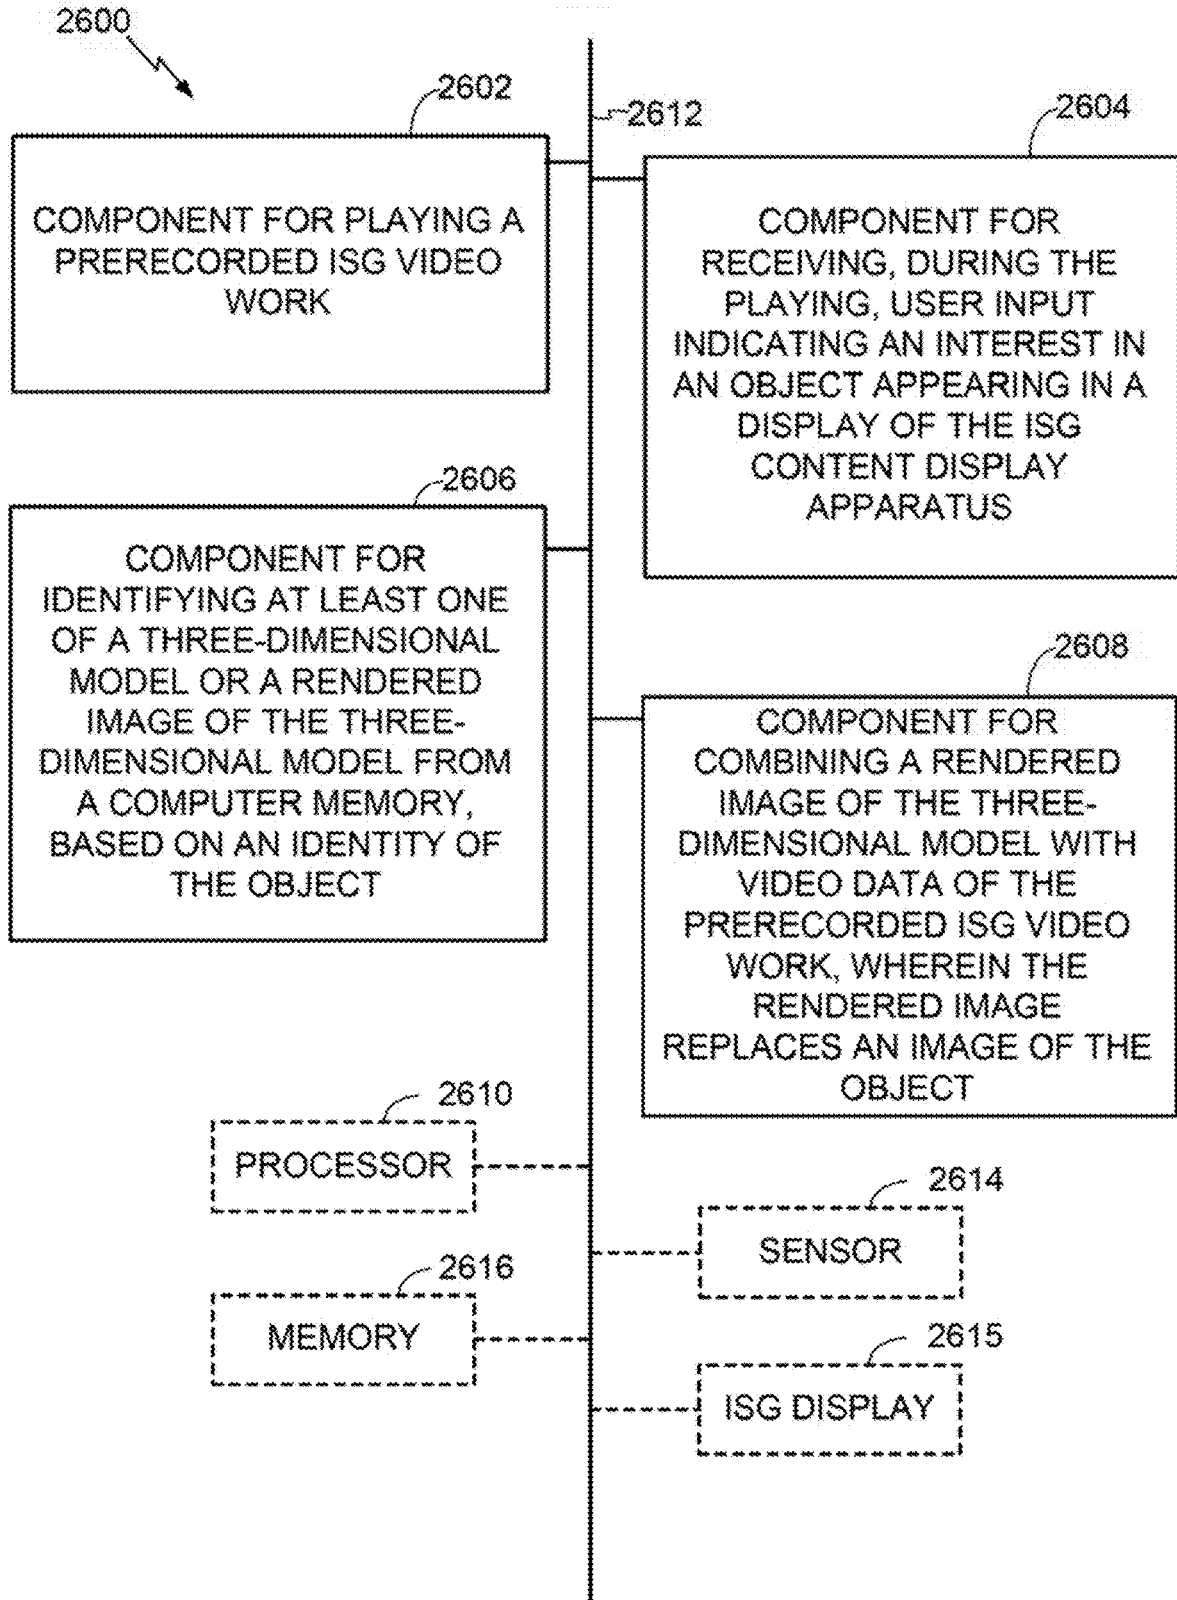 2600
2602
COMPONENT FOR PLAYING A
PRERECORDED ISG VIDEO
WORK
2612
2604
COMPONENT FOR
RECEIVING, DURING THE
PLAYING, USER INPUT
INDICATING AN INTEREST IN
AN OBJECT APPEARING IN A
DISPLAY OF THE ISG
CONTENT DISPLAY
APPARATUS
2606
COMPONENT FOR
IDENTIFYING AT LEAST ONE
OF A THREE-DIMENSIONAL
MODEL OR A RENDERED
IMAGE OF THE THREE-
DIMENSIONAL MODEL FROM
A COMPUTER MEMORY,
BASED ON AN IDENTITY OF
THE OBJECT
2608
COMPONENT FOR
COMBINING A RENDERED
IMAGE OF THE THREE-
DIMENSIONAL MODEL WITH
VIDEO DATA OF THE
PRERECORDED ISG VIDEO
WORK, WHEREIN THE
RENDERED IMAGE
REPLACES AN IMAGE OF THE
OBJECT
2610
PROCESSOR
2614
SENSOR
2616
MEMORY
2615
ISG DISPLAY